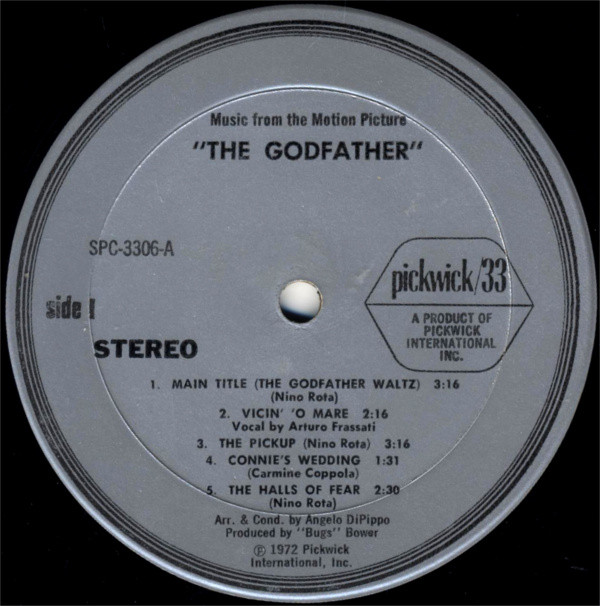 Music from the Motion Picture
"THE GODFATHER"
SPC-3306-A
side 1
STEREO
pickwick/33
A PRODUCT OF
PICKWICK
INTERNATIONAL
INC.
1. MAIN TITLE (THE GODFATHER WALTZ) 3:16
(Nino Rota)
2. VICIN' 'O MARE 2:16
Vocal by Arturo Frassati
3. THE PICKUP (Nino Rota) 3:16
4. CONNIE'S WEDDING 1:31
(Carmine Coppola)
5. THE HALLS OF FEAR 2:30
(Nino Rota)
Arr. & Cond. by Angelo DiPippo
Produced by "Bugs" Bower
℗ 1972 Pickwick
International, Inc.